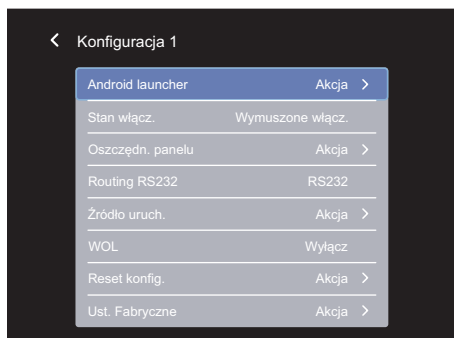 Konfiguracja 1
Android launcher Akcja
Stan włącz. Wymuszone włącz.
Oszczędn. panelu Akcja
Routing RS232 RS232
Źródło uruch. Akcja
WOL Wyłącz
Reset konfig. Akcja
Ust. Fabryczne Akcja